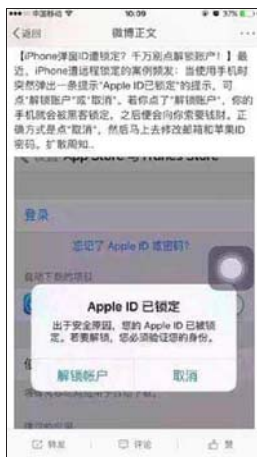 中国移动 10:09 37%
返回 微博正文
【iPhone弹窗ID遭锁定？千万别点解锁账户！】最
近，iPhone遭远程锁定的案例频发：当使用手机时
突然弹出一条提示“Apple ID已锁定”的提示，可
点“解锁账户”或“取消”。若你点了“解锁账户”，你的
手机就会被黑客锁定，之后便会向你索要钱财。正
确方式是点“取消”，然后马上去修改邮箱和苹果ID
密码。扩散周知..
App Store 与 iTunes Store
登录
忘记了 Apple ID 或密码？
自动下载的项目
Apple ID 已锁定
出于安全原因，您的 Apple ID 已被锁
定。若要解锁，您必须验证您的身份。
解锁帐户 取消
转发 评论 赞